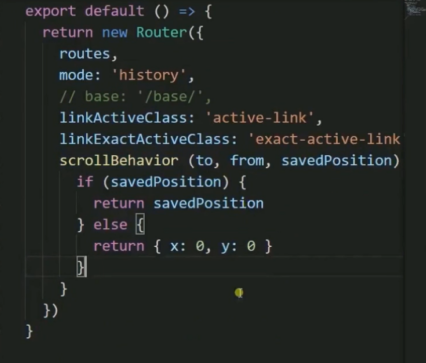 export default () => {
  return new Router({
    routes,
    mode: 'history',
    // base: '/base/',
    linkActiveClass: 'active-link',
    linkExactActiveClass: 'exact-active-link
    scrollBehavior (to, from, savedPosition)
      if (savedPosition) {
        return savedPosition
      } else {
        return { x: 0, y: 0 }
      }
    }
  })
}